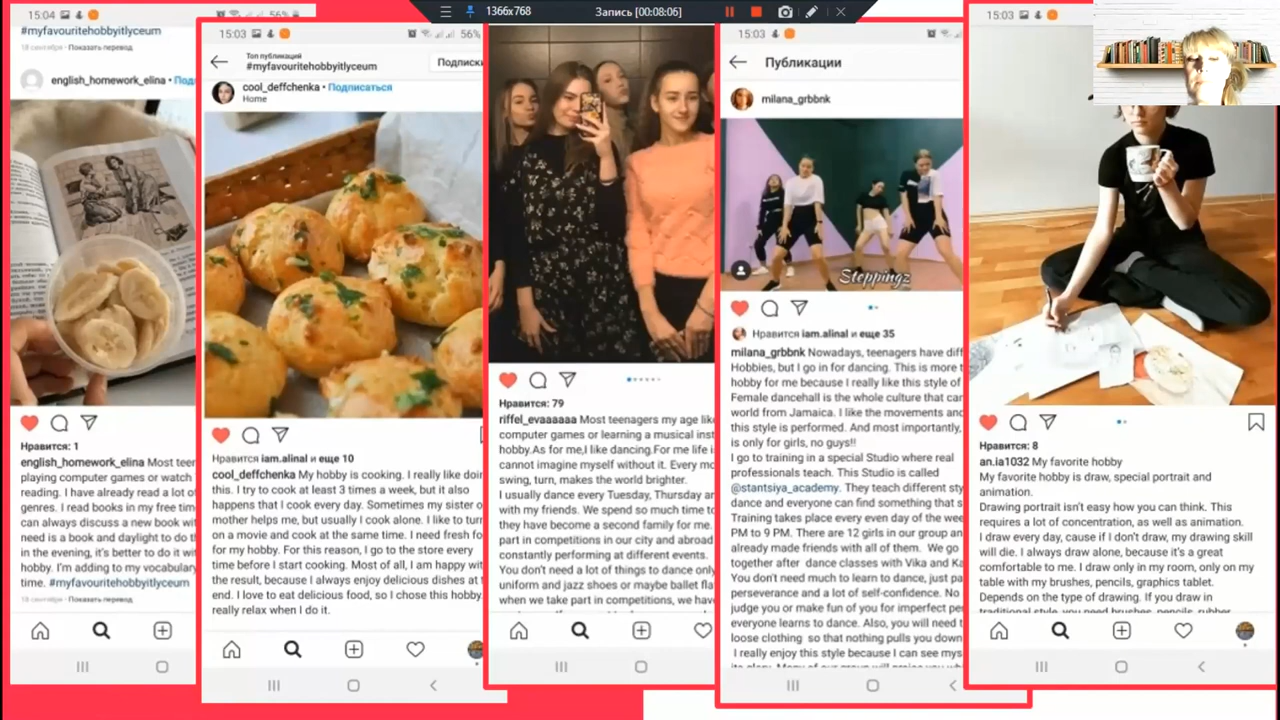 1366x768
Запись [00:08:06]
15:04
56%
#myfavouritehobbyitlyceum
18 сентября • Показать перевод
english_homework_elina •
Нравится: 1
english_homework_elina Most
playing computer games or watch
reading. I have already read a lot
genres. I read books in my free
can always discuss a new book
need is a book and daylight to do
in the evening, it's better to do it
hobby. I'm adding to my vocabulary
time. #myfavouritehobbyitlyceum
18 сентября • Показать перевод
15:03
56%
Топ публикаций
#myfavouritehobbyitlyceum
Подписки
cool_deffchenka • Подписаться
Home
Нравится iam.alinal и еще 10
cool_deffchenka My hobby is cooking. I really like
this. I try to cook at least 3 times a week, but it also
happens that I cook every day. Sometimes my sister
mother helps me, but usually I cook alone. I like to turn
on a movie and cook at the same time. I need fresh
for my hobby. For this reason, I go to the store every
time before I start cooking. Most of all, I am happy
the result, because I always enjoy delicious dishes at
end. I love to eat delicious food, so I chose this hobby.
really relax when I do it.
Нравится: 79
riffel_evaaaaaa Most teenagers my age
computer games or learning a musical
hobby.As for me,I like dancing.For me life
cannot imagine myself without it. Every
swing, turn, makes the world brighter.
I usually dance every Tuesday, Thursday
with my friends. We spend so much time
they have become a second family for me.
part in competitions in our city and abroad
constantly performing at different events.
You don't need a lot of things to dance only
uniform and jazz shoes or maybe ballet
when we take part in competitions, we
15:03
Публикации
milana_grbbnk
Steppingz
Нравится iam.alinal и еще 35
milana_grbbnk Nowadays, teenagers have
Hobbies, but I go in for dancing. This is more
hobby for me because I really like this style of
Female dancehall is the whole culture that
world from Jamaica. I like the movements and
this style is performed. And most importantly,
is only for girls, no guys!!
I go to training in a special Studio where real
professionals teach. This Studio is called
@stantsiya_academy. They teach different
dance and everyone can find something that
Training takes place every even day of the
PM to 9 PM. There are 12 girls in our group
already made friends with all of them. We go
together after dance classes with Vika and
You don't need much to learn to dance, just
perseverance and a lot of self-confidence. No
judge you or make fun of you for imperfect
everyone learns to dance. Also, you will need
loose clothing so that nothing pulls you down
I really enjoy this style because I can see
15:03
Нравится: 8
an.ia1032 My favorite hobby
My favorite hobby is draw, special portrait and
animation.
Drawing portrait isn't easy how you can think. This
requires a lot of concentration, as well as animation.
I draw every day, cause if I don't draw, my drawing skill
will die. I always draw alone, because it's a great
comfortable to me. I draw only in my room, only on my
table with my brushes, pencils, graphics tablet.
Depends on the type of drawing. If you draw in
traditional style, you need brushes, pencils, rubber